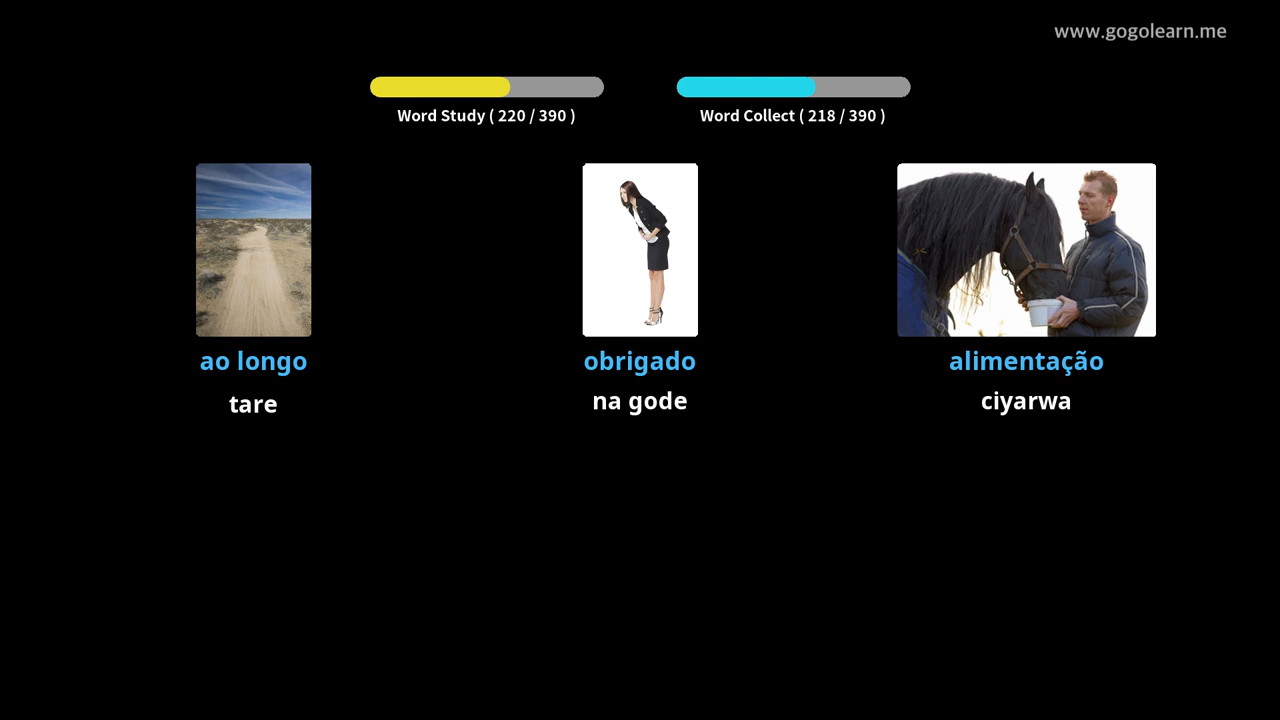 www.gogolearn.me
Word Study ( 220 / 390 )
Word Collect ( 218 / 390 )
ao longo
obrigado
alimentação
tare
na gode
ciyarwa